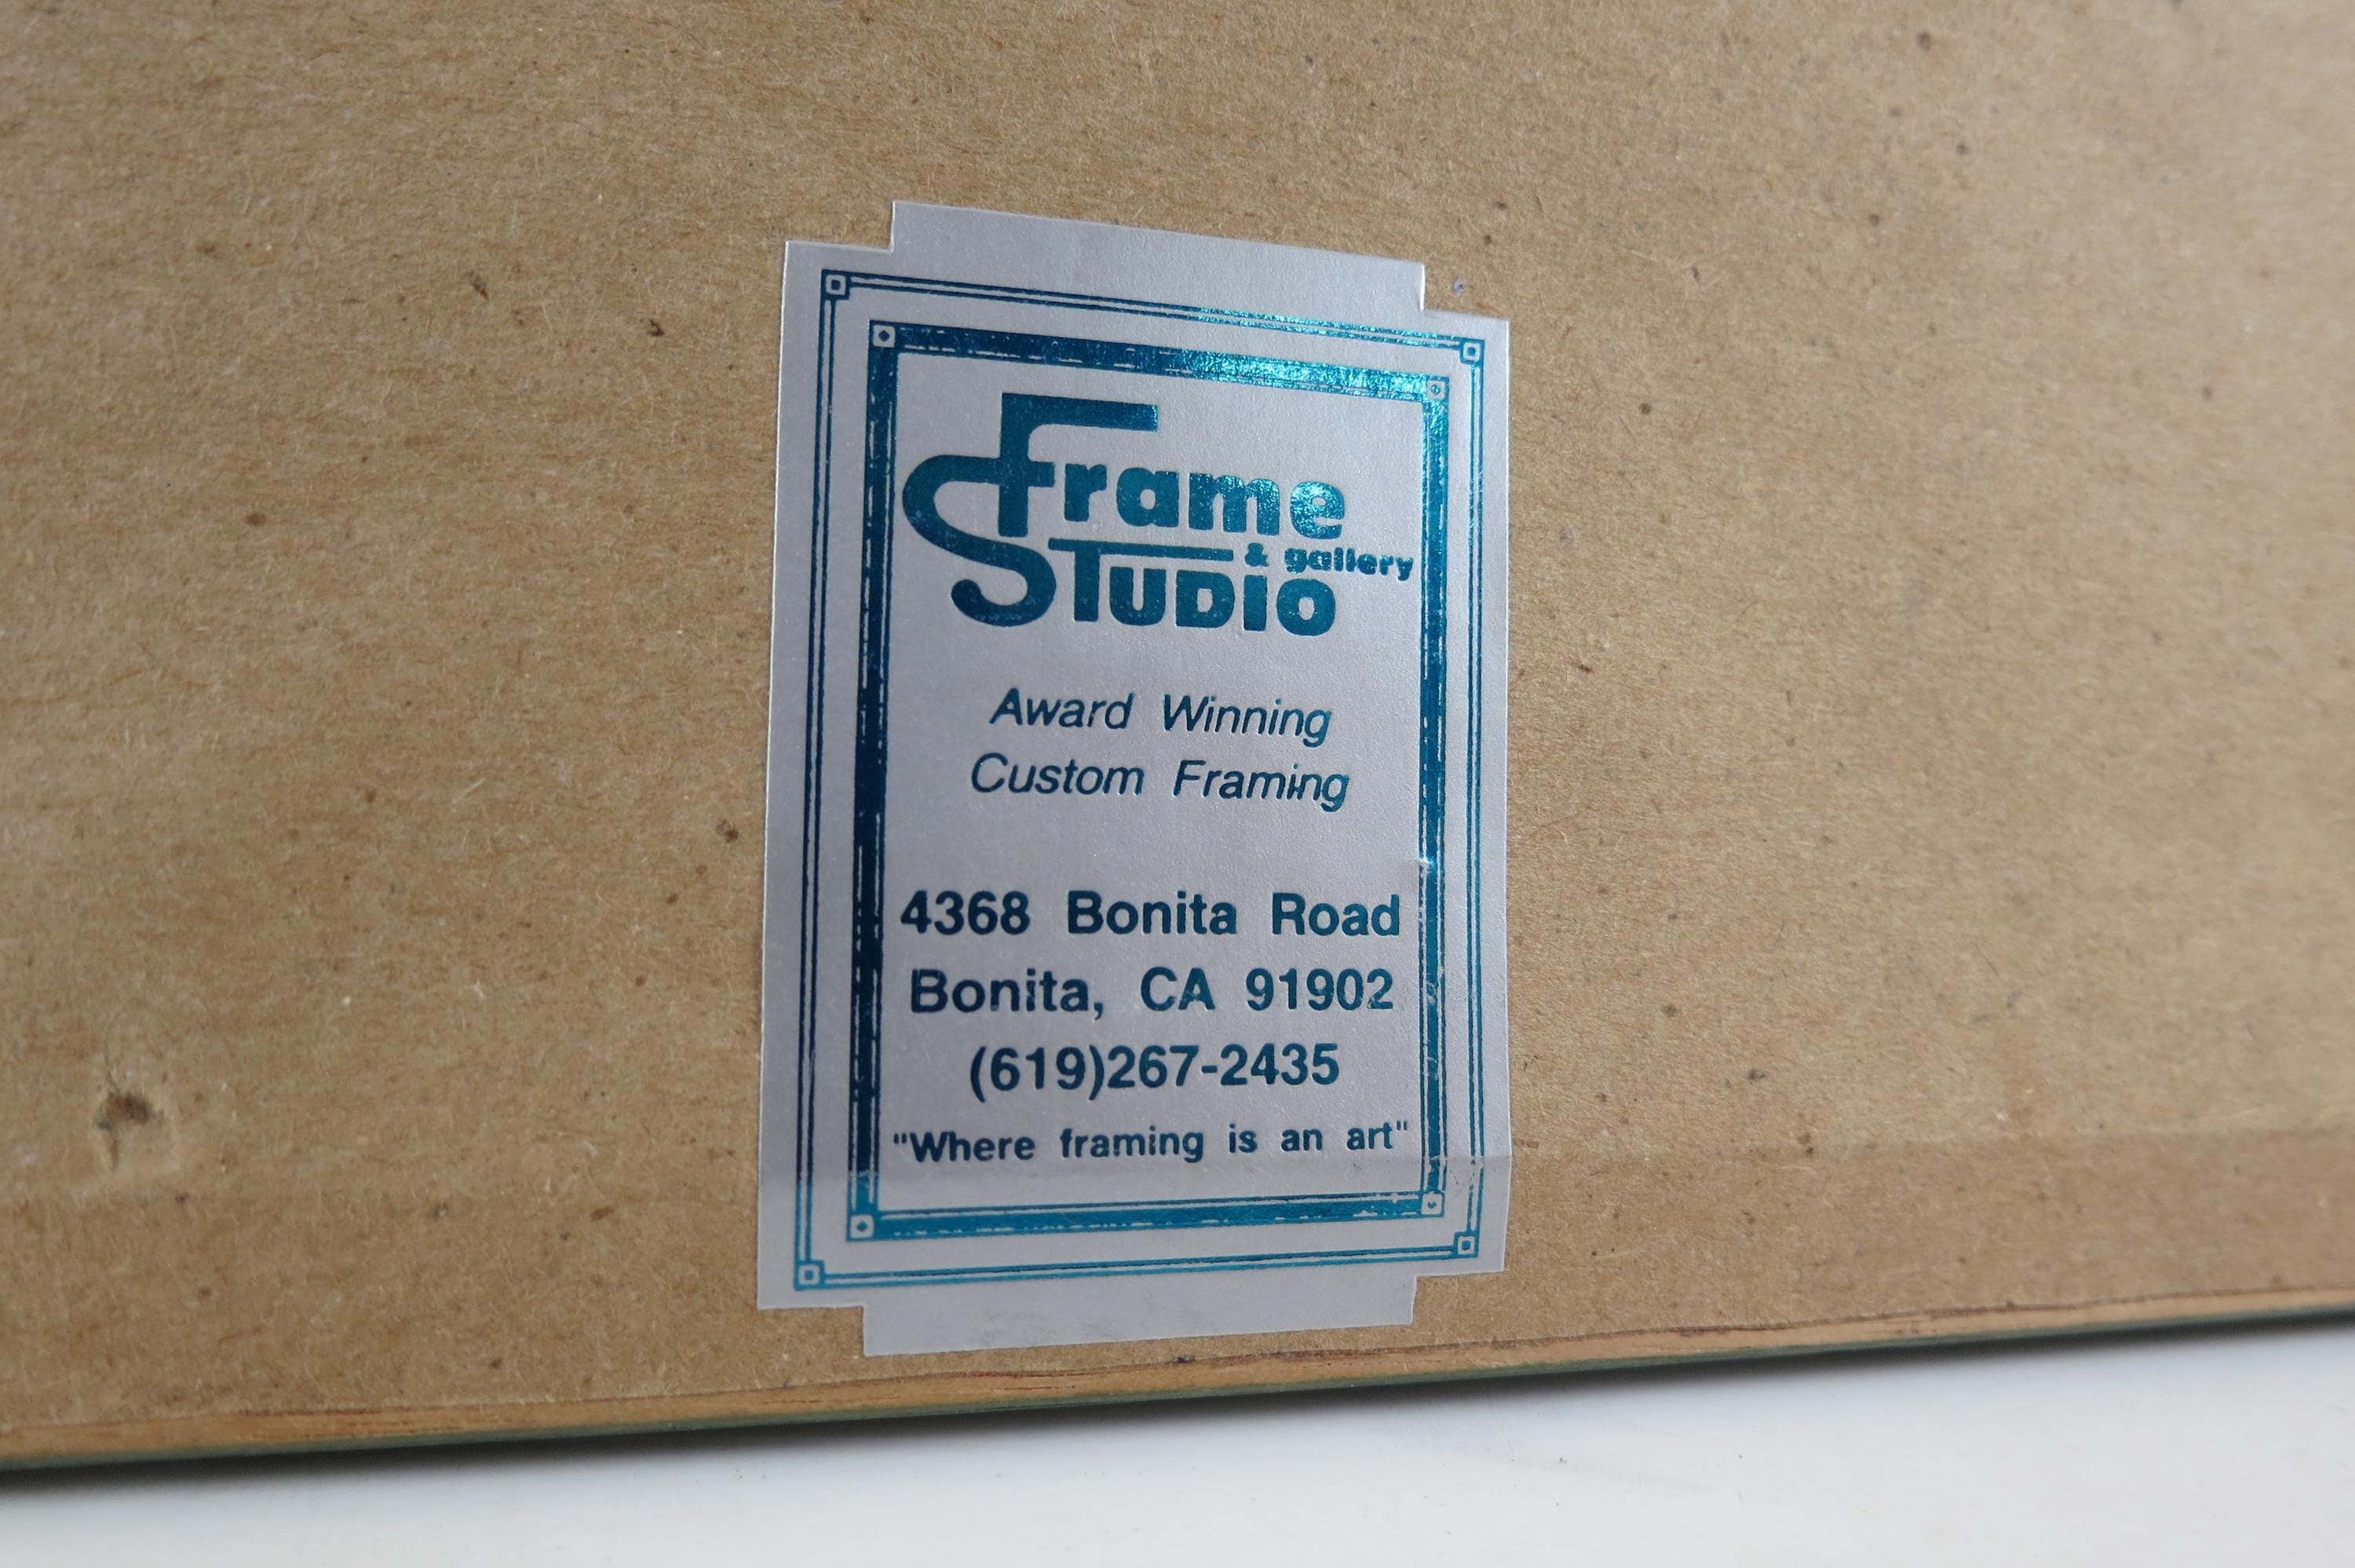 Frame
& gallery
STUDIO
Award Winning
Custom Framing
4368 Bonita Road
Bonita, CA 91902
(619)267-2435
"Where framing is an art"